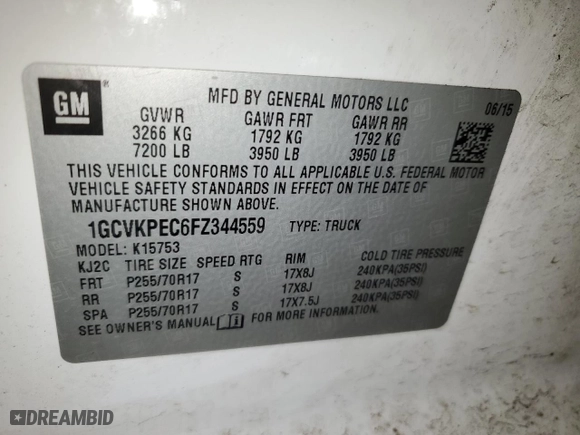 GM ®
MFD BY GENERAL MOTORS LLC
06/15
GVWR GAWR FRT GAWR RR
3266 KG 1792 KG 1792 KG
7200 LB 3950 LB 3950 LB
THIS VEHICLE CONFORMS TO ALL APPLICABLE U.S. FEDERAL MOTOR
VEHICLE SAFETY STANDARDS IN EFFECT ON THE DATE OF
MANUFACTURE SHOWN ABOVE.
1GCVKPEC6FZ344559 TYPE: TRUCK
MODEL: K15753
KJ2C TIRE SIZE SPEED RTG RIM COLD TIRE PRESSURE
FRT P255/70R17 S 17X8J 240KPA(35PSI)
RR P255/70R17 S 17X8J 240KPA(35PSI)
SPA P255/70R17 S 17X7.5J 240KPA(35PSI)
SEE OWNER'S MANUAL FOR MORE INFORMATION.
DREAMBID